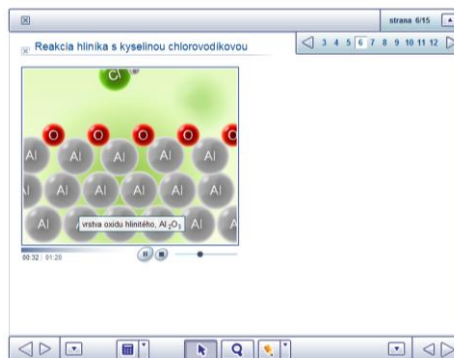 strana 6/15
Reakcia hliníka s kyselinou chlorovodíkovou
3 4 5 6 7 8 9 10 11 12
Cl
O O O O O
Al Al Al Al Al
Al Al Al Al Al
Al Al Al Al Al
vrstva oxidu hlinitého, Al2O3
00:32 / 01:20